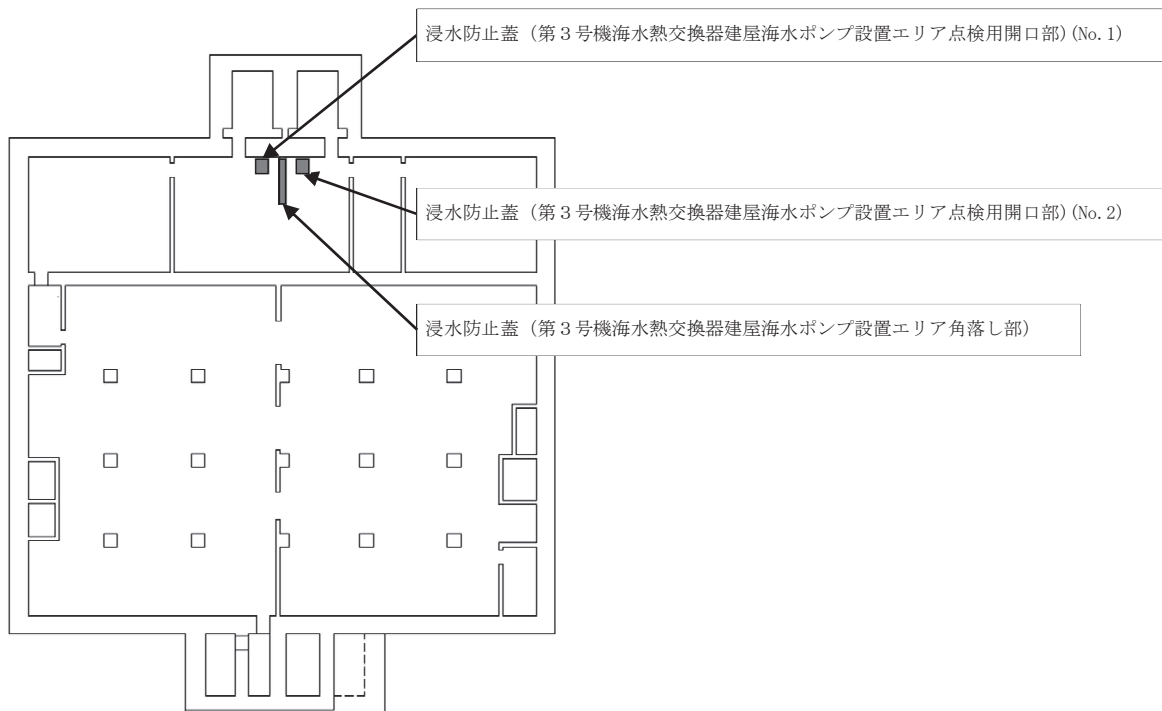 浸水防止蓋（第３号機海水熱交換器建屋海水ポンプ設置エリア点検用開口部）(No.1)
浸水防止蓋（第３号機海水熱交換器建屋海水ポンプ設置エリア点検用開口部）(No.2)
浸水防止蓋（第３号機海水熱交換器建屋海水ポンプ設置エリア角落し部）